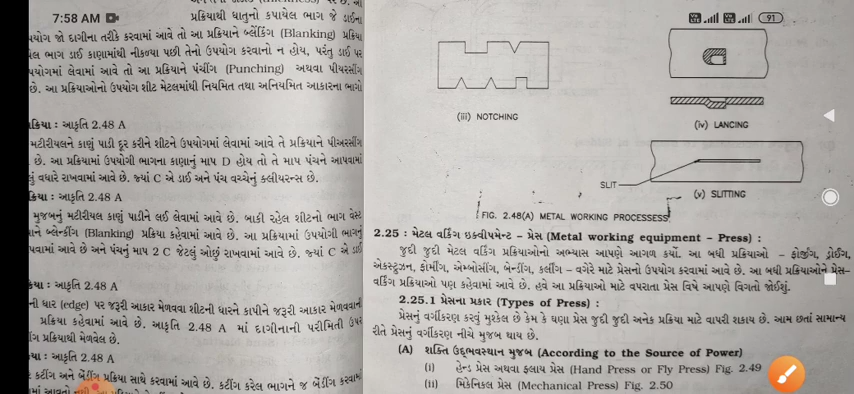 7:58 AM
91
પ્રક્રિયાથી ધાતુનો કપાયેલ ભાગ જે ડાઈના
યોગ જો દાગીના તરીકે કરવામાં આવે તો આ પ્રક્રિયાને બ્લેંકિંગ (Blanking) પ્રક્રિયા
ભાગ ડાઈ કાણામાંથી નીકળ્યા પછી તેનો ઉપયોગ કરવાનો ન હોય, પરંતુ ડાઈ પર
યોગમાં લેવામાં આવે તો આ પ્રક્રિયાને પંચીંગ (Punching) અથવા પીયરસીંગ
છે. આ પ્રક્રિયાઓનો ઉપયોગ શીટ મેટલમાંથી નિયમિત તથા અનિયમિત આકારના ભાગો
ક્રિયા : આકૃતિ 2.48 A
મટીરીયલને કાણું પાડી દૂર કરીને શીટને ઉપયોગમાં લેવામાં આવે તે પ્રક્રિયાને પીઅરસીંગ
છે. આ પ્રક્રિયામાં ઉપયોગી ભાગના કાણાનું માપ D હોય તો તે માપ પંચને આપવામાં
વધારે રાખવામાં આવે છે. જ્યાં C એ ડાઈ અને પંચ વચ્ચેનું કલીયરન્સ છે.
ક્રિયા : આકૃતિ 2.48 A
મુજબનું મટીરીયલ કાણું પાડીને લઈ લેવામાં આવે છે. બાકી રહેલ શીટનો ભાગ વેસ્ટ
ને બ્લેન્કીંગ (Blanking) પ્રક્રિયા કહેવામાં આવે છે. આ પ્રક્રિયામાં ઉપયોગી ભાગનું
પવામાં આવે છે અને પંચનું માપ 2 C જેટલું ઓછું રાખવામાં આવે છે. જ્યાં C એ ડાઈ
યા : આકૃતિ 2.48 A
ની ધાર (edge) પર જરૂરી આકાર મેળવવા શીટની ધારને કાપીને જરૂરી આકાર મેળવવાની
પ્રક્રિયા કહેવામાં આવે છે. આકૃતિ 2.48 A માં દાગીનાની પરીમિતી ઉપર
ગ પ્રક્રિયાથી મેળવેલ છે.
યા : આકૃતિ 2.48 A
કટીંગ અને બેંડીંગ પ્રક્રિયા સાથે કરવામાં આવે છે. કટીંગ કરેલ ભાગને જ બેંડીંગ કરવામાં
(iii) NOTCHING
(iv) LANCING
SLIT
(v) SLITTING
FIG. 2.48(A) METAL WORKING PROCESSESS
2.25 : મેટલ વર્કિંગ ઇક્વીપમેન્ટ – પ્રેસ (Metal working equipment – Press) :
જુદી જુદી મેટલ વર્કિંગ પ્રક્રિયાઓનો અભ્યાસ આપણે આગળ કર્યો. આ બધી પ્રક્રિયાઓ – ફોર્જીંગ, ડ્રોઈંગ,
એક્સ્ટ્રુઝન, ફોર્મીંગ, એમ્બોસીંગ, બેન્ડીંગ, કર્લીંગ – વગેરે માટે પ્રેસનો ઉપયોગ કરવામાં આવે છે. આ બધી પ્રક્રિયાઓને પ્રેસ–
વર્કિંગ પ્રક્રિયાઓ પણ કહેવામાં આવે છે. હવે આ પ્રક્રિયાઓ માટે વપરાતા પ્રેસ વિષે આપણે વિગતો જોઈશું.
2.25.1 પ્રેસના પ્રકાર (Types of Press) :
પ્રેસનું વર્ગીકરણ કરવું મુશ્કેલ છે કેમ કે ઘણા પ્રેસ જુદી જુદી અનેક પ્રક્રિયા માટે વાપરી શકાય છે. આમ છતાં સામાન્ય
રીતે પ્રેસનું વર્ગીકરણ નીચે મુજબ થાય છે.
(A) શક્તિ ઉદ્દભવસ્થાન મુજબ (According to the Source of Power)
(i) હેન્ડ પ્રેસ અથવા ફલાય પ્રેસ (Hand Press or Fly Press) Fig. 2.49
(ii) મિકેનિકલ પ્રેસ (Mechanical Press) Fig. 2.50